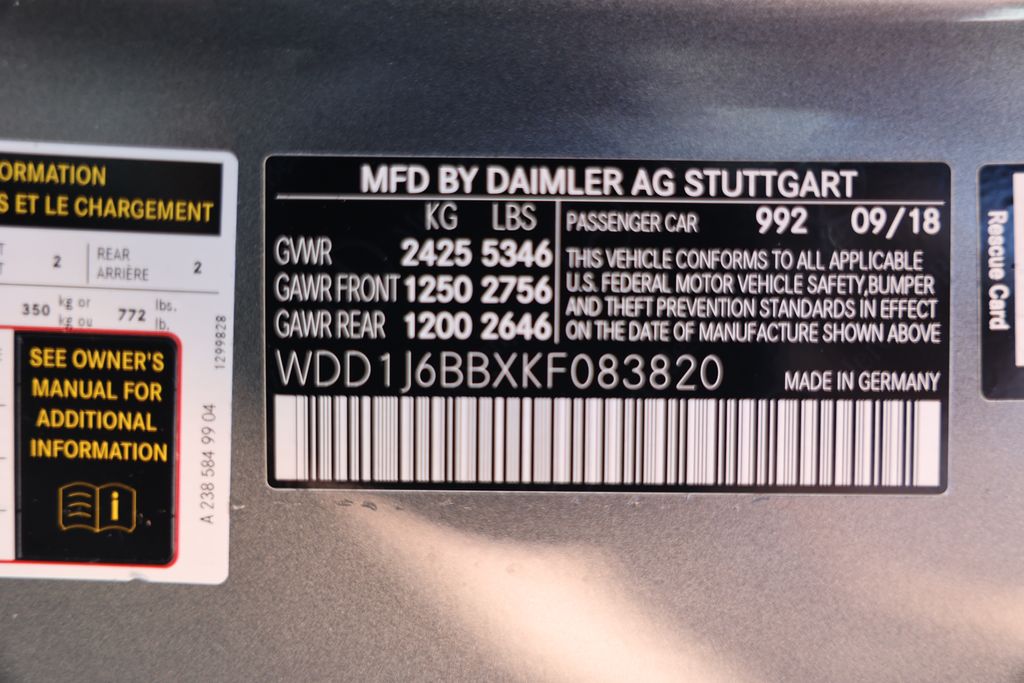 ORMATION
S ET LE CHARGEMENT
2
REAR
ARRIÈRE
2
350 kg or
kg ou
772 lbs.
lb.
SEE OWNER'S
MANUAL FOR
ADDITIONAL
INFORMATION
i
1299828
A 238 584 99 04
MFD BY DAIMLER AG STUTTGART
KG LBS
GVWR 2425 5346
GAWR FRONT 1250 2756
GAWR REAR 1200 2646
PASSENGER CAR 992 09/18
THIS VEHICLE CONFORMS TO ALL APPLICABLE
U.S. FEDERAL MOTOR VEHICLE SAFETY,BUMPER
AND THEFT PREVENTION STANDARDS IN EFFECT
ON THE DATE OF MANUFACTURE SHOWN ABOVE
WDD1J6BBXKF083820
MADE IN GERMANY
Rescue Card